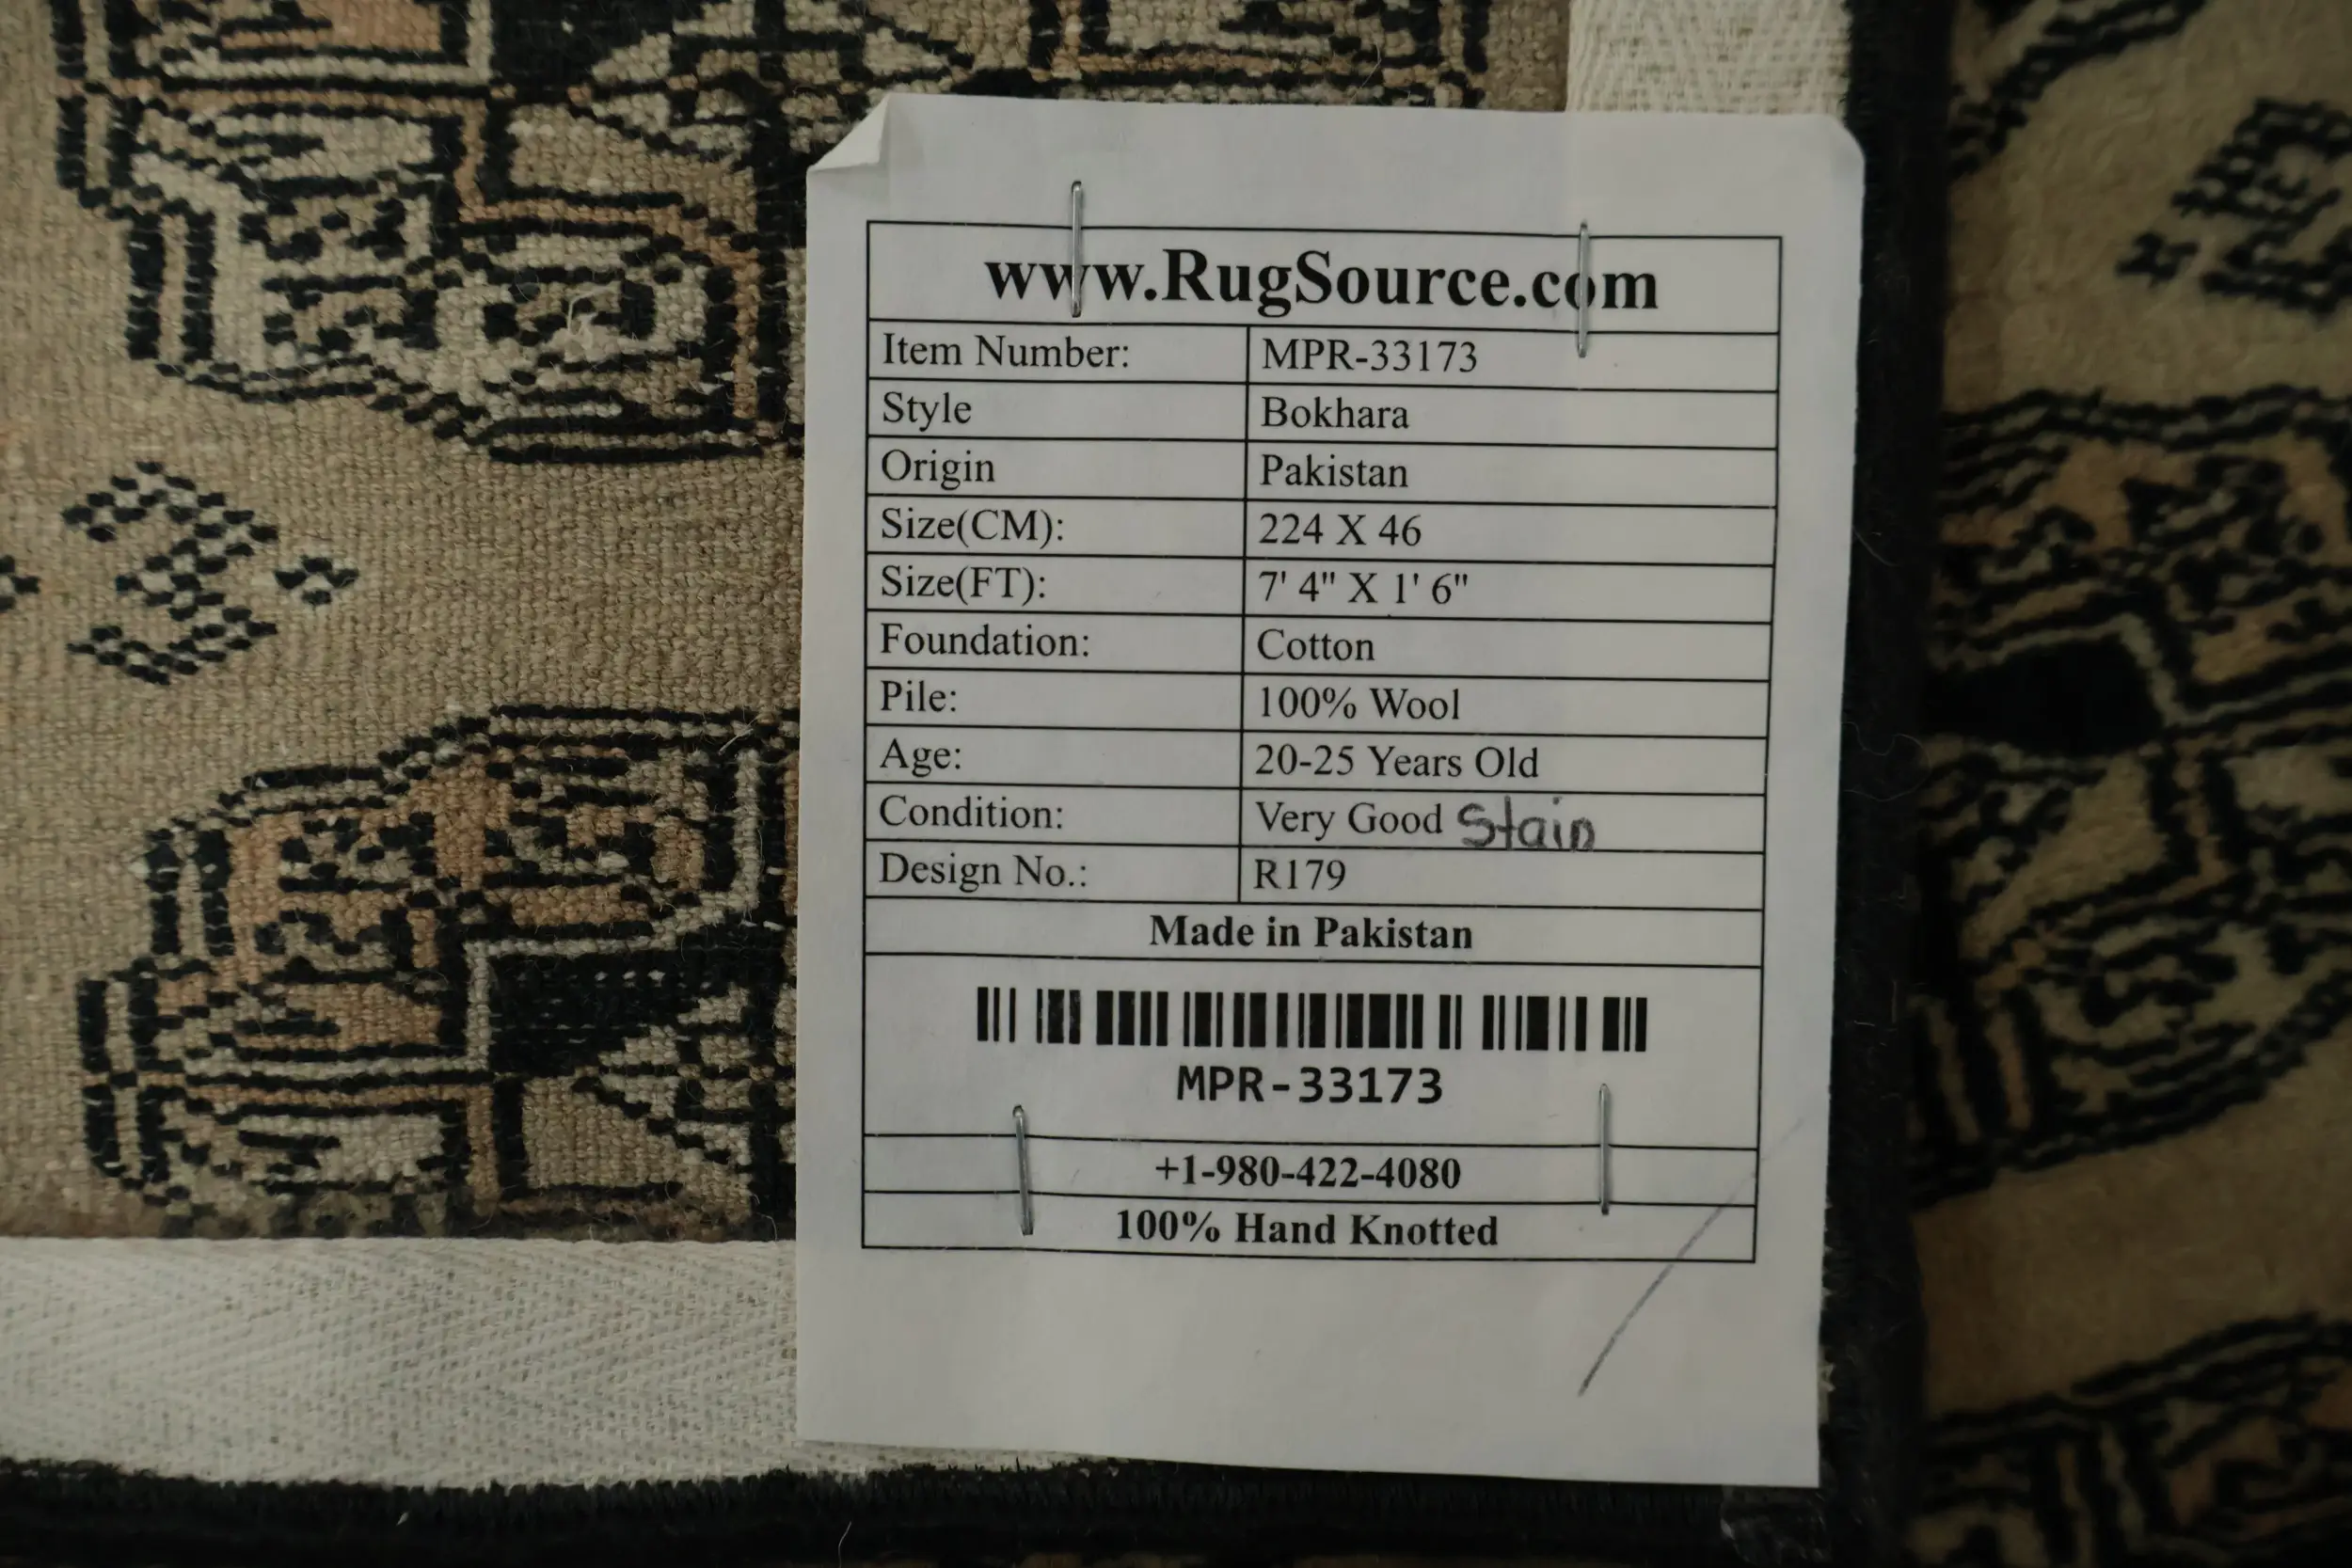 www.RugSource.com
Item Number: MPR-33173
Style Bokhara
Origin Pakistan
Size(CM): 224 X 46
Size(FT): 7' 4" X 1' 6"
Foundation: Cotton
Pile: 100% Wool
Age: 20-25 Years Old
Condition: Very Good Stain
Design No.: R179
Made in Pakistan
MPR-33173
+1-980-422-4080
100% Hand Knotted